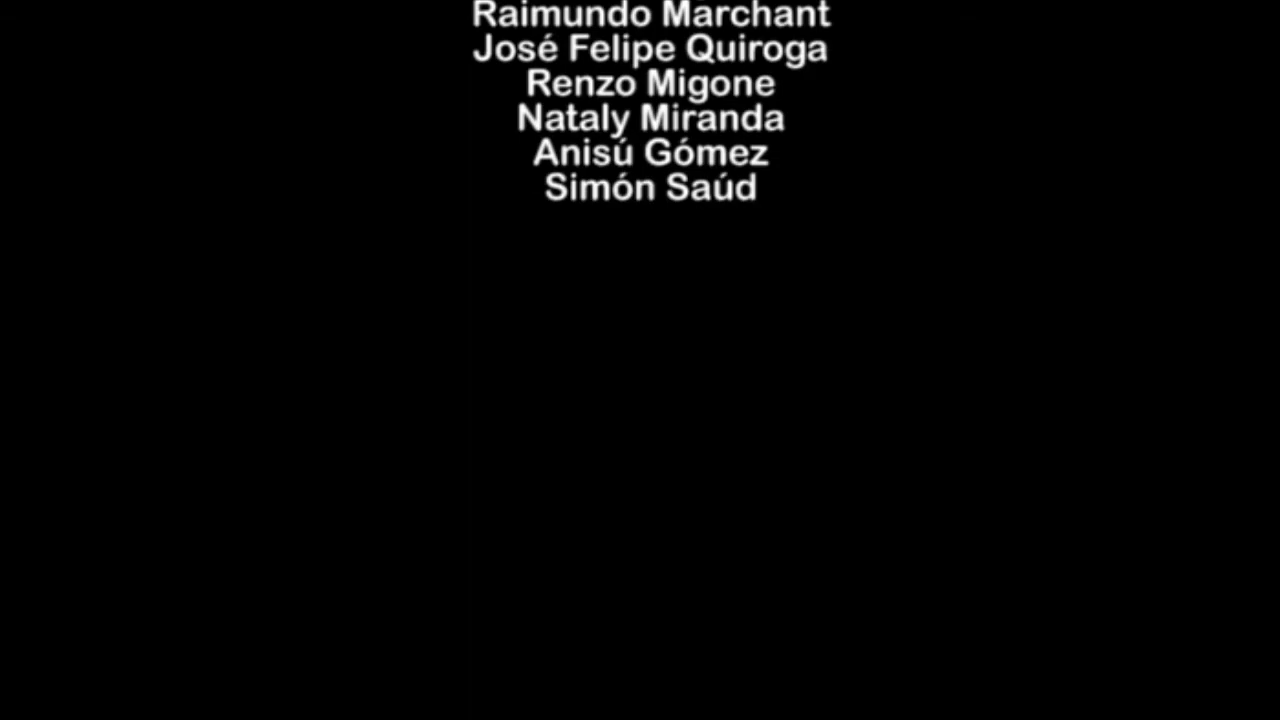 Raimundo Marchant
José Felipe Quiroga
Renzo Migone
Nataly Miranda
Anisú Gómez
Simón Saúd